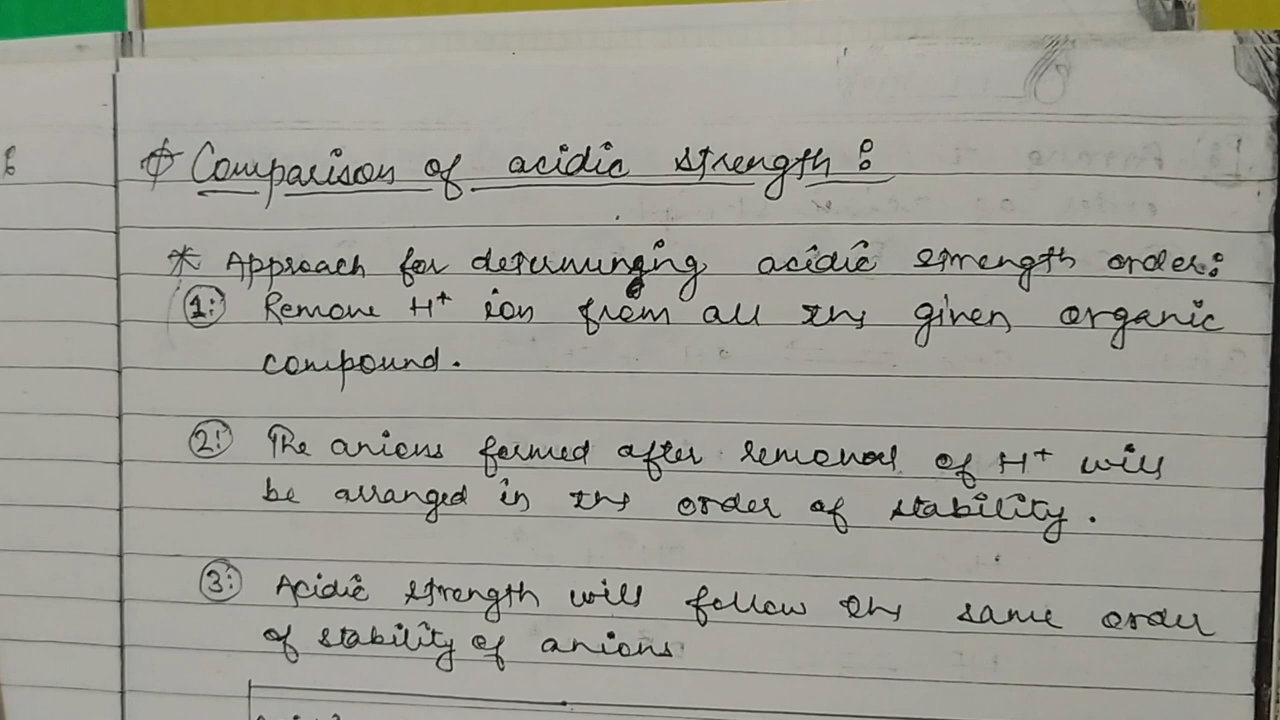 Comparison of acidic strength :
* Approach for determining acidic strength order:
1: Remove H+ ion from all the given organic
compound.
2: The anions formed after removal of H+ will
be arranged in the order of stability.
3: Acidic strength will follow the same order
of stability of anions